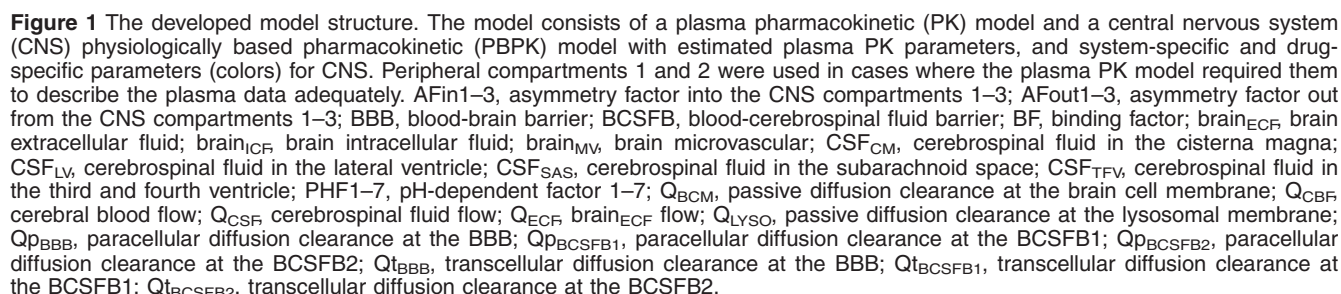 Figure 1 The developed model structure. The model consists of a plasma pharmacokinetic (PK) model and a central nervous system
(CNS) physiologically based pharmacokinetic (PBPK) model with estimated plasma PK parameters, and system-specific and drug-
specific parameters (colors) for CNS. Peripheral compartments 1 and 2 were used in cases where the plasma PK model required them
to describe the plasma data adequately. AFin1–3, asymmetry factor into the CNS compartments 1–3; AFout1–3, asymmetry factor out
from the CNS compartments 1–3; BBB, blood-brain barrier; BCSFB, blood-cerebrospinal fluid barrier; BF, binding factor; brainECF, brain
extracellular fluid; brainICF, brain intracellular fluid; brainMV, brain microvascular; CSFCM, cerebrospinal fluid in the cisterna magna;
CSFLV, cerebrospinal fluid in the lateral ventricle; CSFSAS, cerebrospinal fluid in the subarachnoid space; CSFTFV, cerebrospinal fluid in
the third and fourth ventricle; PHF1–7, pH-dependent factor 1–7; QBCM, passive diffusion clearance at the brain cell membrane; QCBF,
cerebral blood flow; QCSF, cerebrospinal fluid flow; QECF, brainECF flow; QLYSO, passive diffusion clearance at the lysosomal membrane;
QpBBB, paracellular diffusion clearance at the BBB; QpBCSFB1, paracellular diffusion clearance at the BCSFB1; QpBCSFB2, paracellular
diffusion clearance at the BCSFB2; QtBBB, transcellular diffusion clearance at the BBB; QtBCSFB1, transcellular diffusion clearance at
the BCSFB1; QtBCSFB2, transcellular diffusion clearance at the BCSFB2.